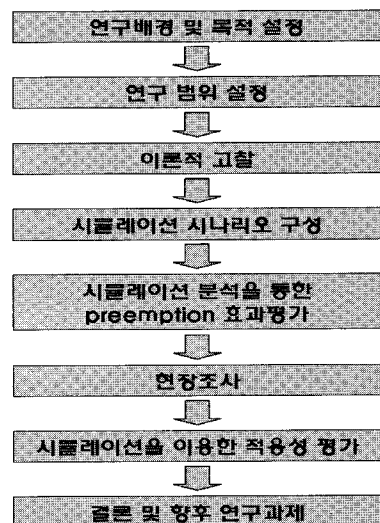 연구배경 및 목적 설정
연구 범위 설정
이론적 고찰
시뮬레이션 시나리오 구성
시뮬레이션 분석을 통한
preemption 효과평가
현장조사
시뮬레이션을 이용한 적용성 평가
결론 및 향후 연구과제